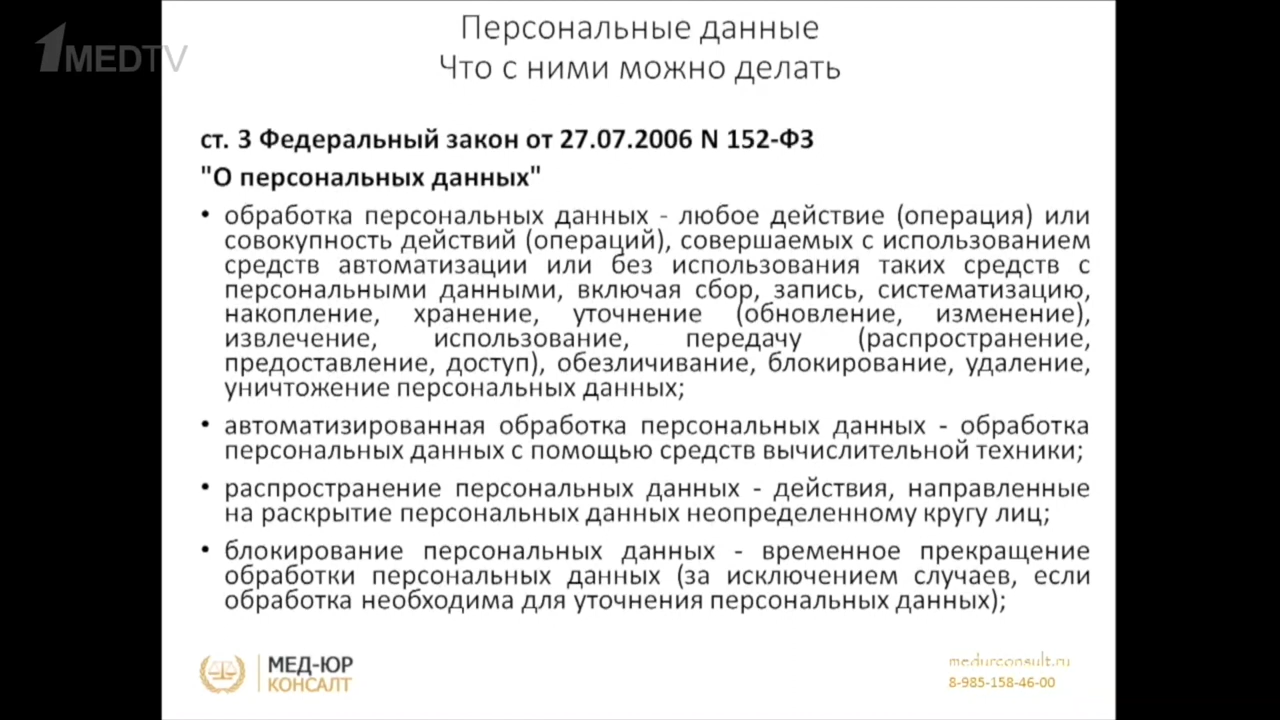 1MEDTV
Персональные данные
Что с ними можно делать
ст. 3 Федеральный закон от 27.07.2006 N 152-ФЗ
"О персональных данных"
• обработка персональных данных - любое действие (операция) или
совокупность действий (операций), совершаемых с использованием
средств автоматизации или без использования таких средств с
персональными данными, включая сбор, запись, систематизацию,
накопление, хранение, уточнение (обновление, изменение),
извлечение, использование, передачу (распространение,
предоставление, доступ), обезличивание, блокирование, удаление,
уничтожение персональных данных;
• автоматизированная обработка персональных данных - обработка
персональных данных с помощью средств вычислительной техники;
• распространение персональных данных - действия, направленные
на раскрытие персональных данных неопределенному кругу лиц;
• блокирование персональных данных - временное прекращение
обработки персональных данных (за исключением случаев, если
обработка необходима для уточнения персональных данных);
МЕД-ЮР
КОНСАЛТ
medurconsult.ru
8-985-158-46-00